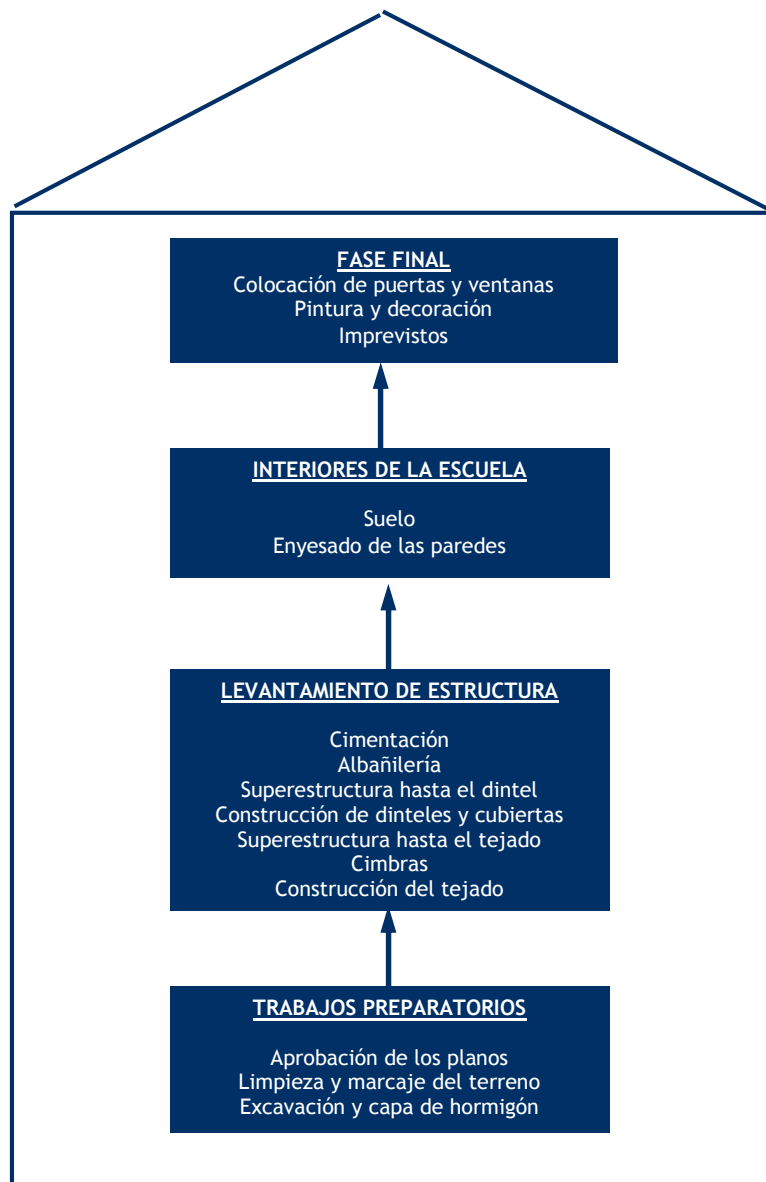 FASE FINAL
Colocación de puertas y ventanas
Pintura y decoración
Imprevistos
INTERIORES DE LA ESCUELA
Suelo
Enyesado de las paredes
LEVANTAMIENTO DE ESTRUCTURA
Cimentación
Albañilería
Superestructura hasta el dintel
Construcción de dinteles y cubiertas
Superestructura hasta el tejado
Cimbras
Construcción del tejado
TRABAJOS PREPARATORIOS
Aprobación de los planos
Limpieza y marcaje del terreno
Excavación y capa de hormigón